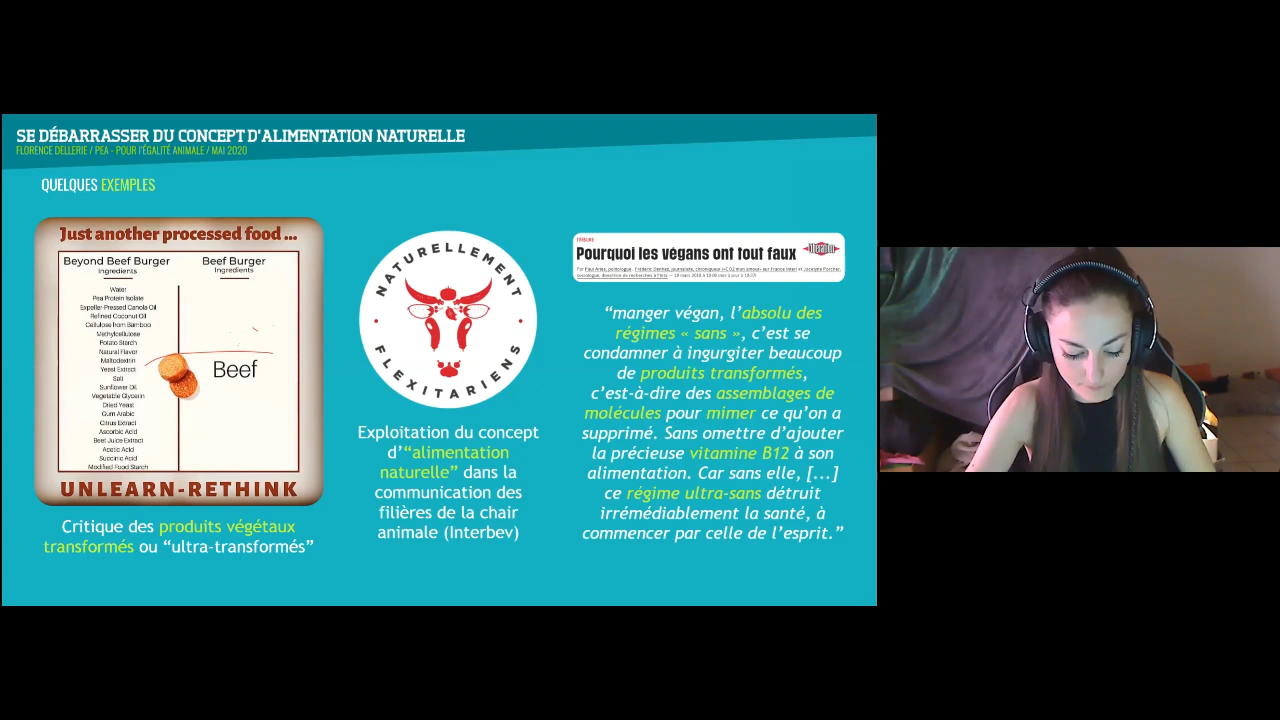 SE DÉBARRASSER DU CONCEPT D'ALIMENTATION NATURELLE
FLORENCE DELLERIE / PEA - POUR L'ÉGALITÉ ANIMALE / MAI 2020
QUELQUES EXEMPLES
Just another processed food ...
Beyond Beef Burger
Ingredients
Water
Pea Protein Isolate
Expeller-Pressed Canola Oil
Refined Coconut Oil
Cellulose from Bamboo
Methylcellulose
Potato Starch
Natural Flavor
Maltodextrin
Yeast Extract
Salt
Sunflower Oil
Vegetable Glycerin
Dried Yeast
Gum Arabic
Citrus Extract
Ascorbic Acid
Beet Juice Extract
Acetic Acid
Succinic Acid
Modified Food Starch
Beef Burger
Ingredients
Beef
UNLEARN-RETHINK
Critique des produits végétaux
transformés ou “ultra-transformés”
NATURELLEMENT
FLEXITARIENS
Exploitation du concept
d'“alimentation
naturelle” dans la
communication des
filières de la chair
animale (Interbev)
TRIBUNE
Pourquoi les végans ont tout faux
Libération
“manger végan, l'absolu des
régimes « sans », c'est se
condamner à ingurgiter beaucoup
de produits transformés,
c'est-à-dire des assemblages de
molécules pour mimer ce qu'on a
supprimé. Sans omettre d'ajouter
la précieuse vitamine B12 à son
alimentation. Car sans elle, [...]
ce régime ultra-sans détruit
irrémédiablement la santé, à
commencer par celle de l'esprit.”